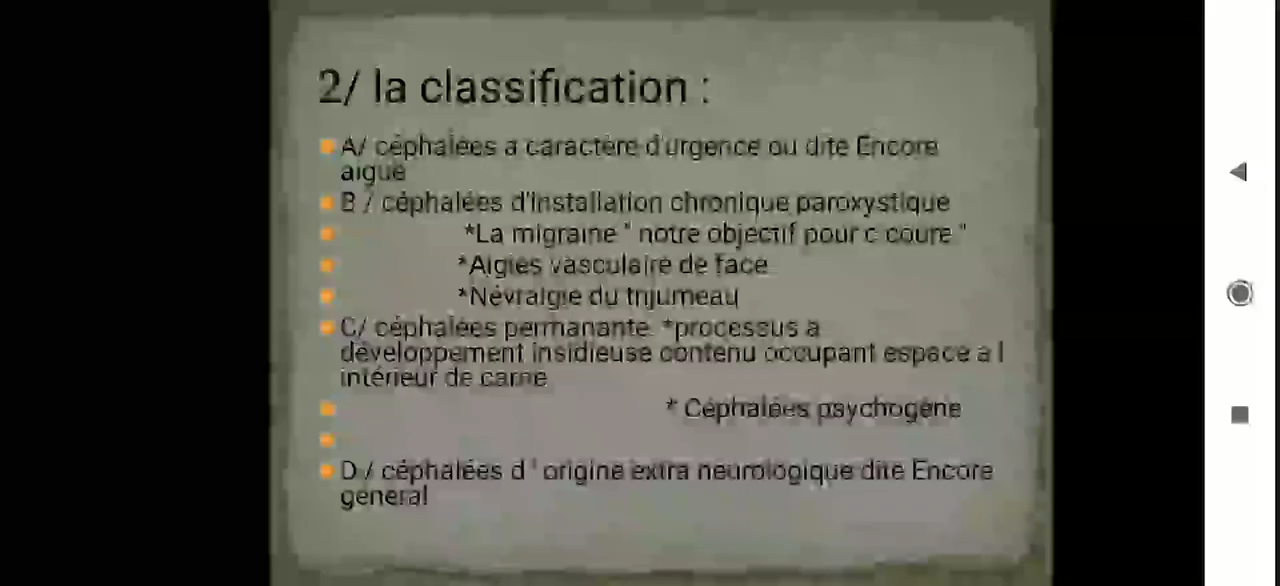 2/ la classification :
A/ céphalées a caractère d'urgence ou dite Encore
aigue
B / céphalées d'installation chronique paroxystique
*La migraine " notre objectif pour c coure "
*Algies vasculaire de face
*Névralgie du trijumeau
C/ céphalées permanante *processus a
développement insidieuse contenu occupant espace a l
intérieur de carne
* Céphalées psychogène
D / céphalées d ' origine extra neurologique dite Encore
general